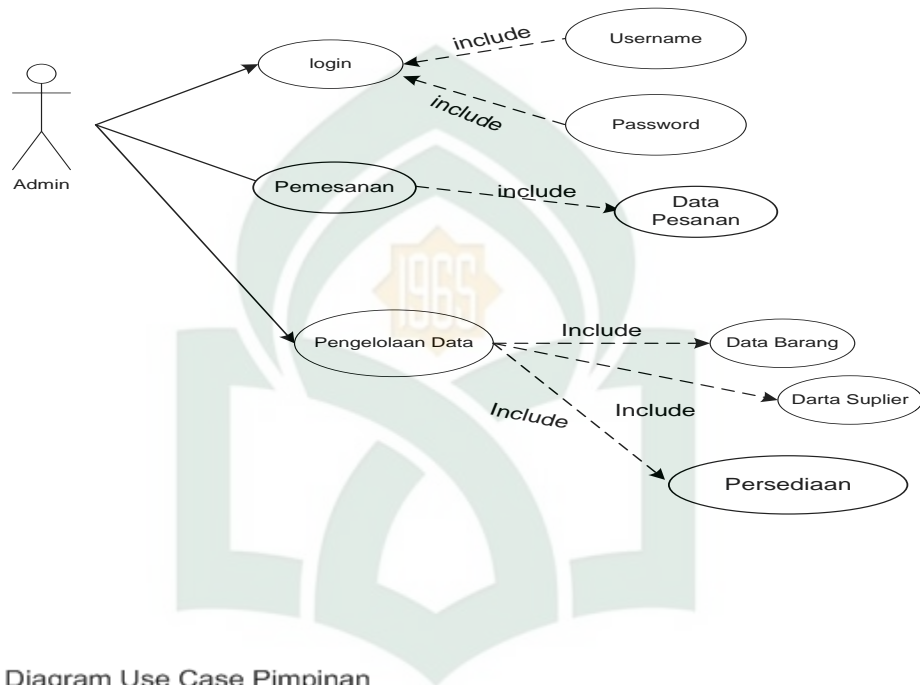 include
Username
login
include
Password
Admin
Pemesanan
include
Data
Pesanan
1965
Pengelolaan Data
Include
Data Barang
Include
Include
Darta Suplier
Persediaan
Diagram Use Case Pimpinan